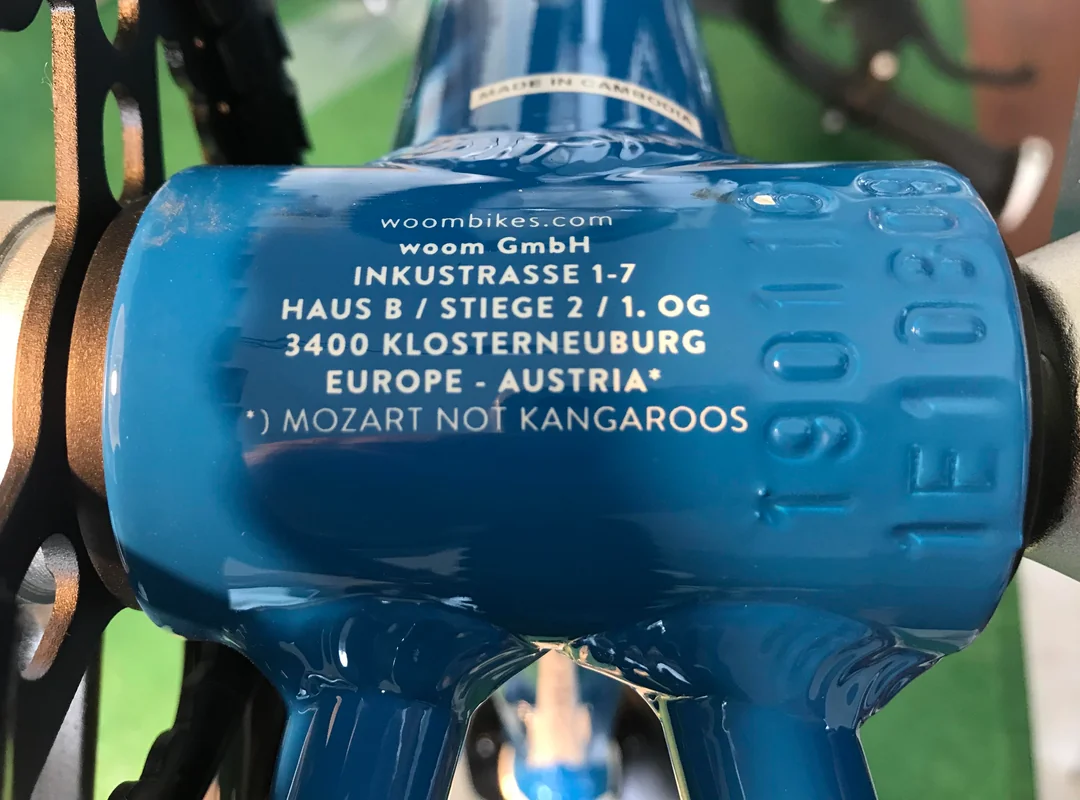 MADE IN CAMBODIA
woombikes.com
woom GmbH
INKUSTRASSE 1-7
HAUS B / STIEGE 2 / 1. OG
3400 KLOSTERNEUBURG
EUROPE - AUSTRIA*
*) MOZART NOT KANGAROOS